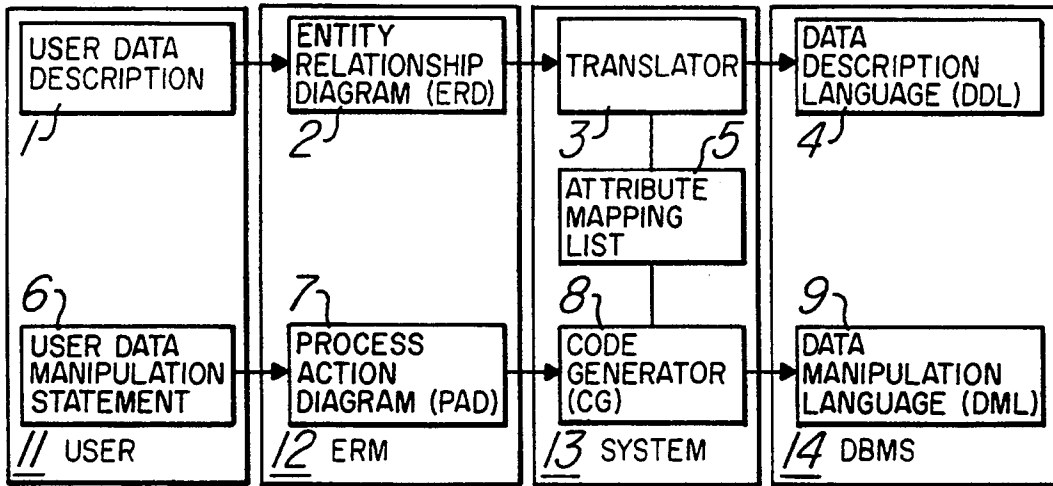 USER DATA
DESCRIPTION
1
ENTITY
RELATIONSHIP
DIAGRAM (ERD)
2
TRANSLATOR
3
DATA
DESCRIPTION
LANGUAGE (DDL)
4
5
ATTRIBUTE
MAPPING
LIST
6
USER DATA
MANIPULATION
STATEMENT
7
PROCESS
ACTION
DIAGRAM (PAD)
8
CODE
GENERATOR
(CG)
9
DATA
MANIPULATION
LANGUAGE (DML)
11 USER
12 ERM
13 SYSTEM
14 DBMS